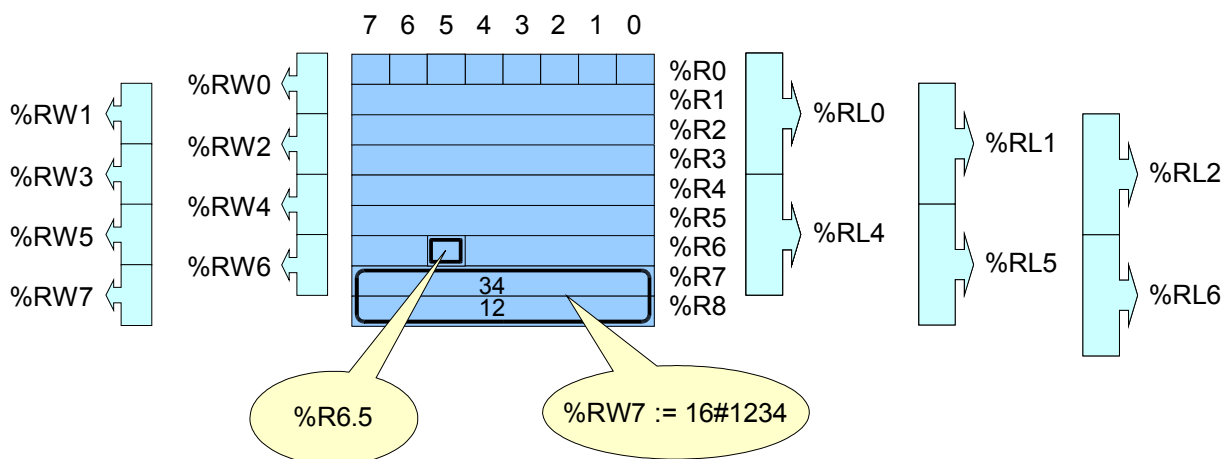 7 6 5 4 3 2 1 0
%RW1
%RW3
%RW5
%RW7
%RW0
%RW2
%RW4
%RW6
34
12
%R0
%R1
%R2
%R3
%R4
%R5
%R6
%R7
%R8
%RL0
%RL4
%RL1
%RL5
%RL2
%RL6
%R6.5
%RW7 := 16#1234